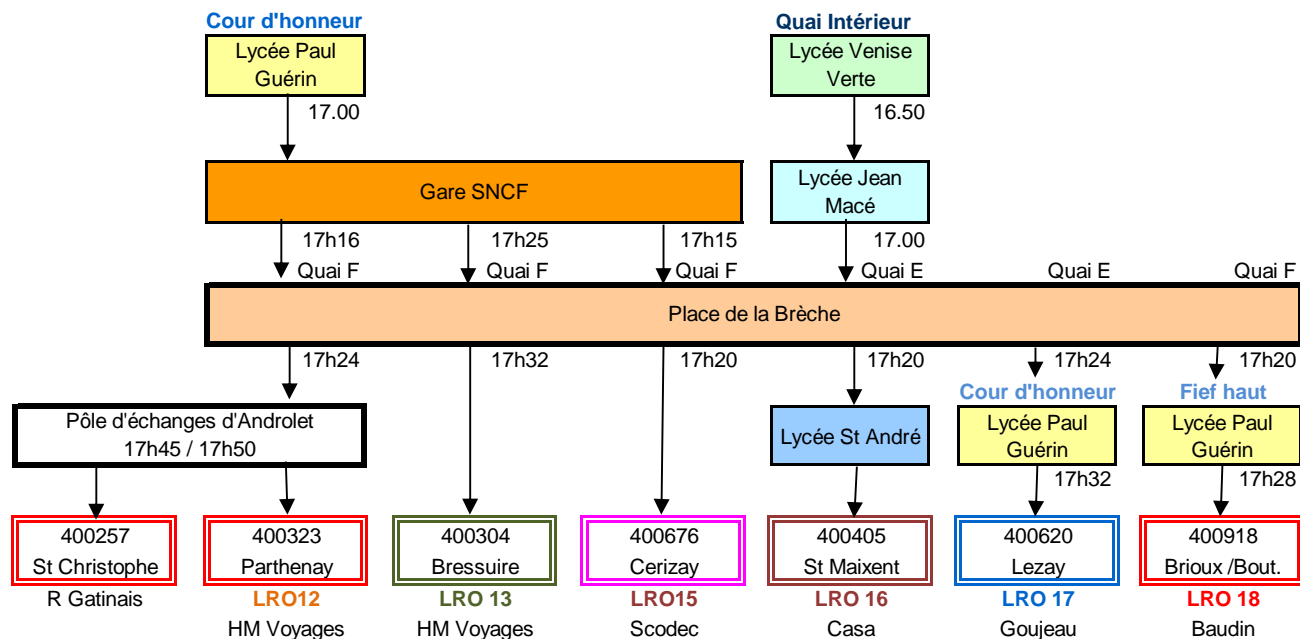 Cour d'honneur
Quai Intérieur
Lycée Paul
Guérin
Lycée Venise
Verte
17.00
16.50
Gare SNCF
Lycée Jean
Macé
17h16
17h25
17h15
17.00
Quai F
Quai F
Quai F
Quai E
Quai E
Quai F
Place de la Brèche
17h24
17h32
17h20
17h20
17h24
17h20
Cour d'honneur
Fief haut
Pôle d'échanges d'Androlet
17h45 / 17h50
Lycée St André
Lycée Paul
Guérin
Lycée Paul
Guérin
17h32
17h28
400257
St Christophe
400323
Parthenay
400304
Bressuire
400676
Cerizay
400405
St Maixent
400620
Lezay
400918
Brioux /Bout.
R Gatinais
LRO12
HM Voyages
LRO 13
HM Voyages
LRO15
Scodec
LRO 16
Casa
LRO 17
Goujeau
LRO 18
Baudin